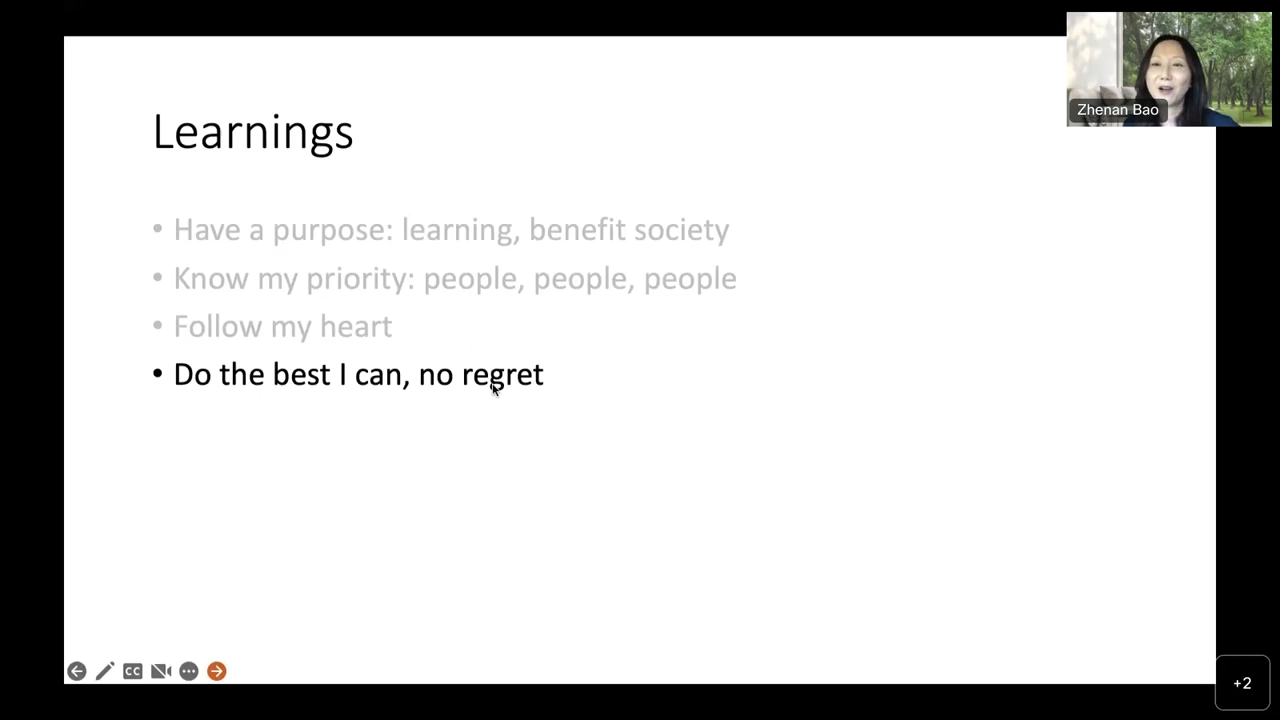 Zhenan Bao
Learnings
• Have a purpose: learning, benefit society
• Know my priority: people, people, people
• Follow my heart
• Do the best I can, no regret
CC
+2